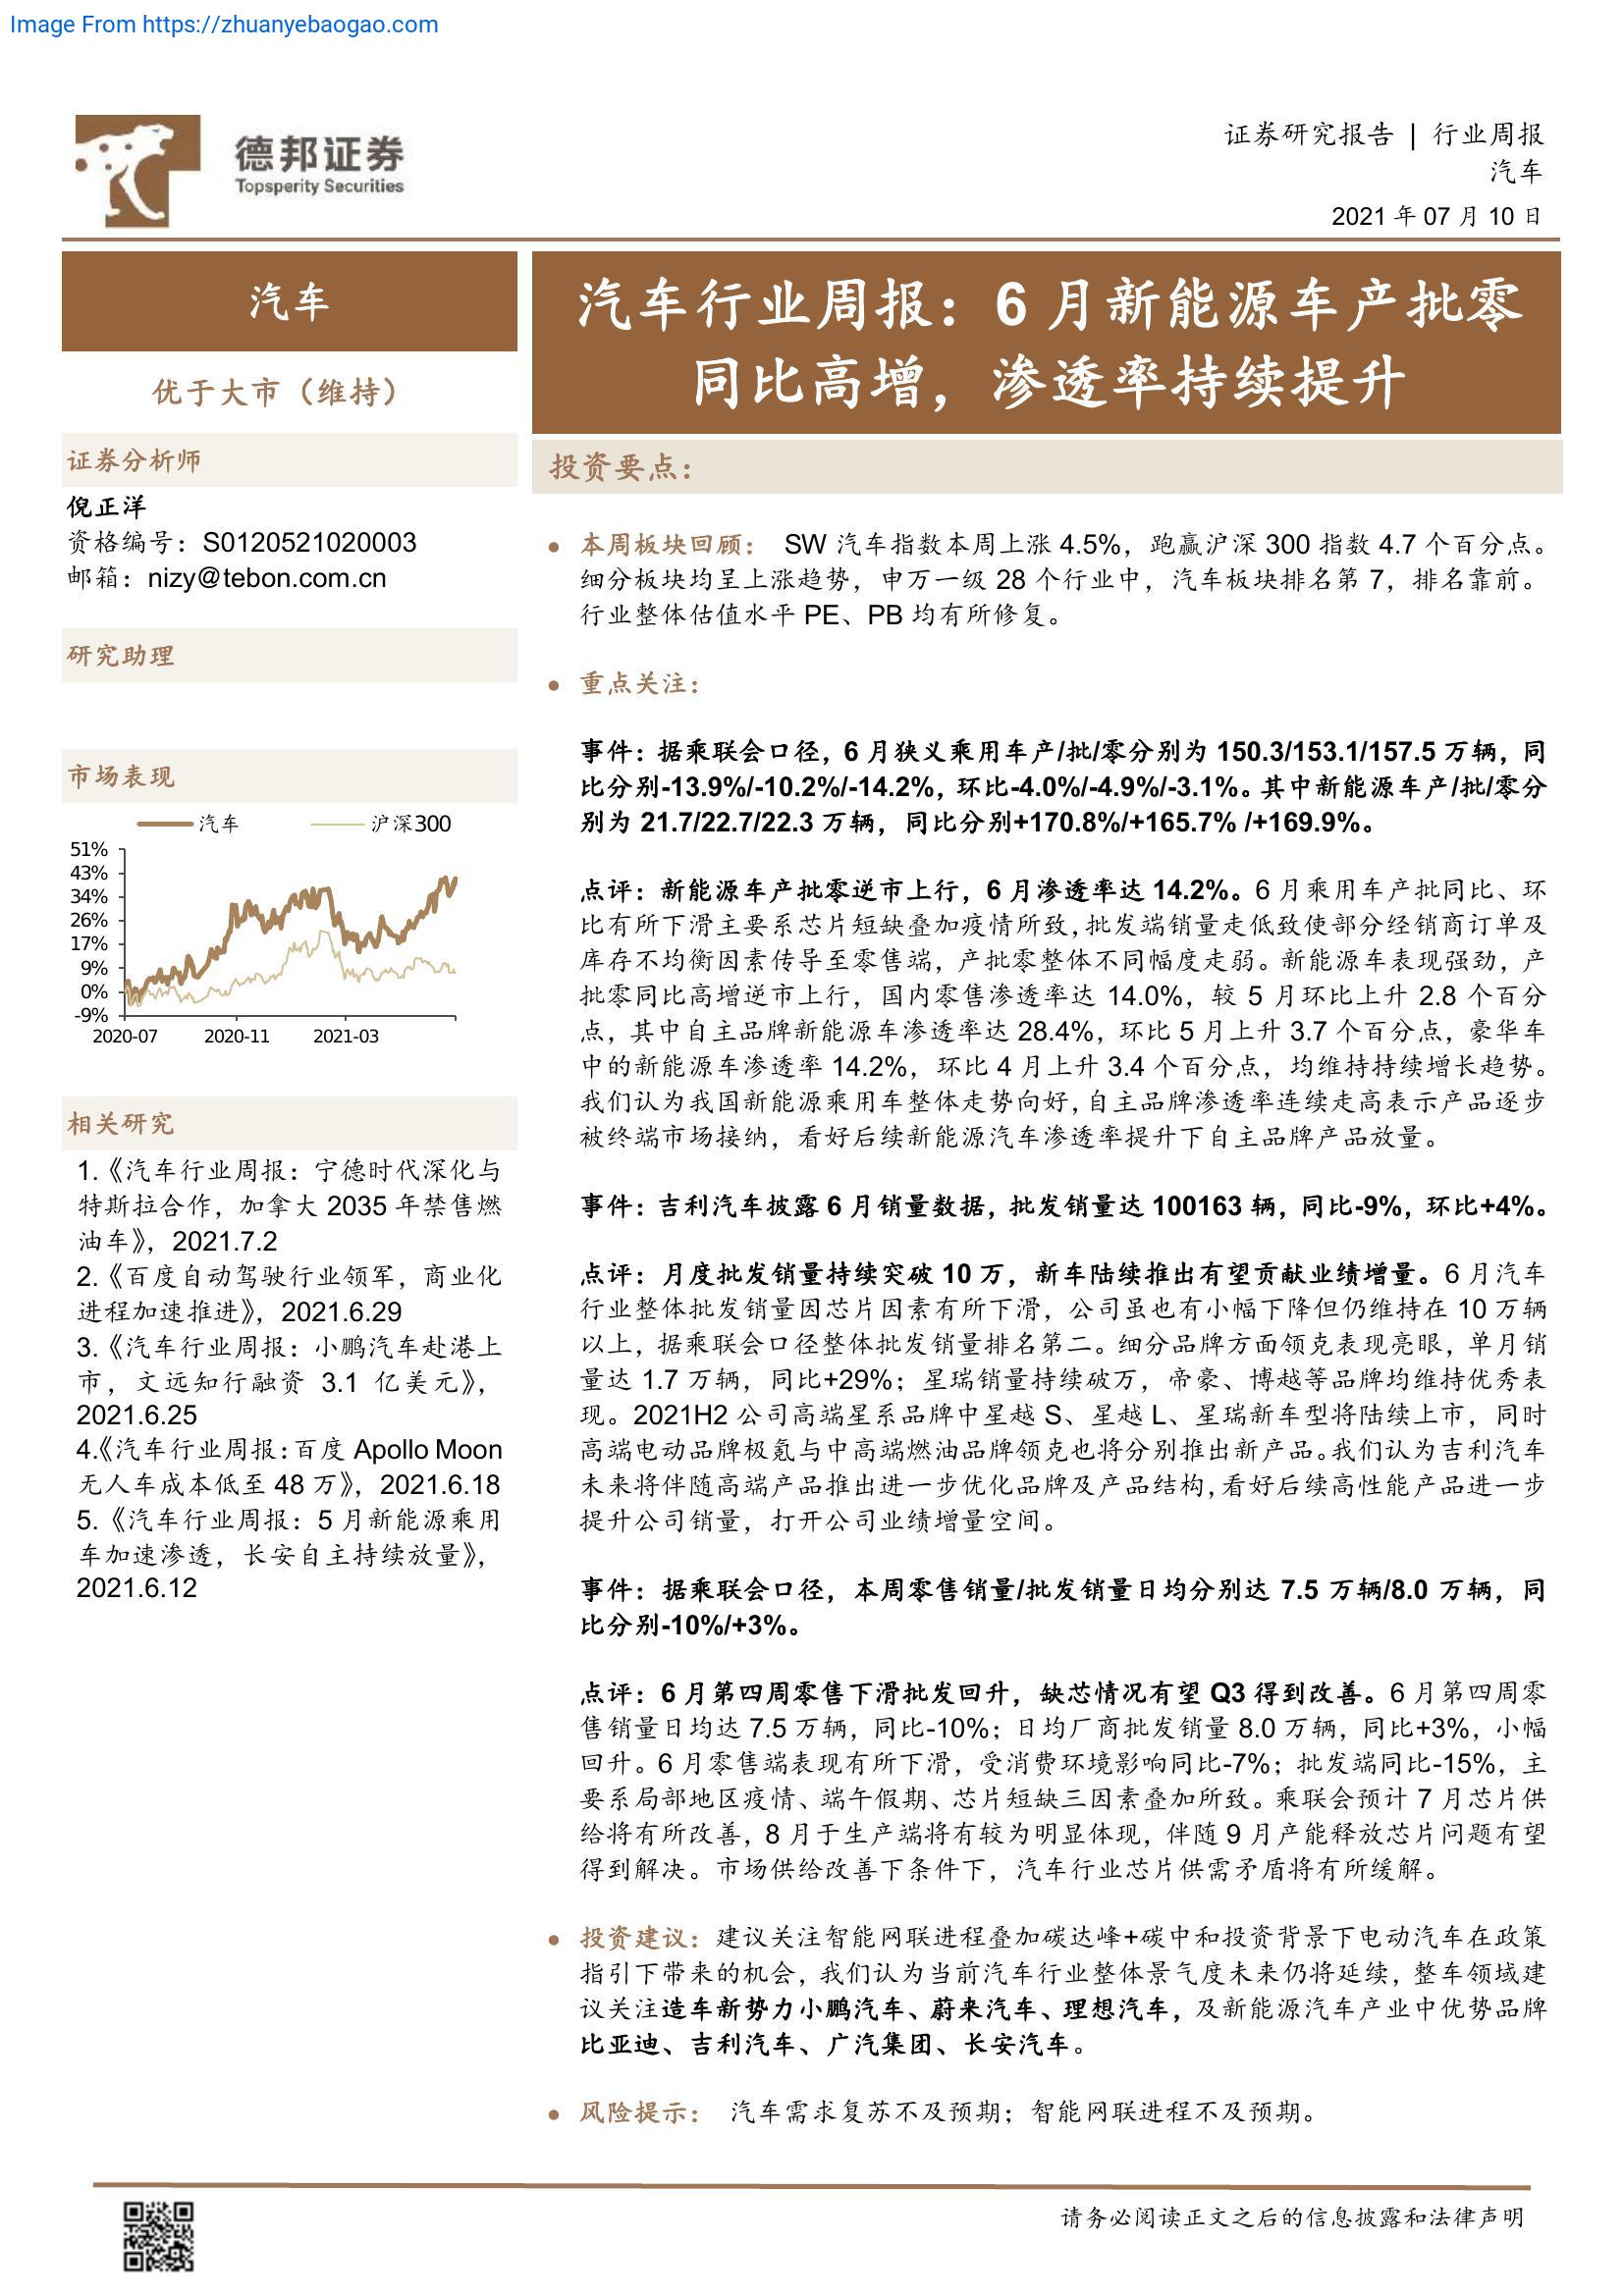 Image From https://zhuanyebaogao.com
德邦证券
Topsperity Securities
证券研究报告 | 行业周报
汽车
2021 年 07 月 10 日
汽车
优于大市（维持）
证券分析师
倪正洋
资格编号：S0120521020003
邮箱：nizy@tebon.com.cn
研究助理
市场表现
汽车 沪深300
51%
43%
34%
26%
17%
9%
0%
-9%
2020-07 2020-11 2021-03
相关研究
1.《汽车行业周报：宁德时代深化与
特斯拉合作，加拿大 2035 年禁售燃
油车》，2021.7.2
2.《百度自动驾驶行业领军，商业化
进程加速推进》，2021.6.29
3.《汽车行业周报：小鹏汽车赴港上
市，文远知行融资 3.1 亿美元》，
2021.6.25
4.《汽车行业周报：百度 Apollo Moon
无人车成本低至 48 万》，2021.6.18
5.《汽车行业周报：5 月新能源乘用
车加速渗透，长安自主持续放量》，
2021.6.12
汽车行业周报：6 月新能源车产批零
同比高增，渗透率持续提升
投资要点：
● 本周板块回顾： SW 汽车指数本周上涨 4.5%，跑赢沪深 300 指数 4.7 个百分点。
细分板块均呈上涨趋势，申万一级 28 个行业中，汽车板块排名第 7，排名靠前。
行业整体估值水平 PE、PB 均有所修复。
● 重点关注：
事件：据乘联会口径，6 月狭义乘用车产/批/零分别为 150.3/153.1/157.5 万辆，同
比分别-13.9%/-10.2%/-14.2%，环比-4.0%/-4.9%/-3.1%。其中新能源车产/批/零分
别为 21.7/22.7/22.3 万辆，同比分别+170.8%/+165.7% /+169.9%。
点评：新能源车产批零逆市上行，6 月渗透率达 14.2%。6 月乘用车产批同比、环
比有所下滑主要系芯片短缺叠加疫情所致，批发端销量走低致使部分经销商订单及
库存不均衡因素传导至零售端，产批零整体不同幅度走弱。新能源车表现强劲，产
批零同比高增逆市上行，国内零售渗透率达 14.0%，较 5 月环比上升 2.8 个百分
点，其中自主品牌新能源车渗透率达 28.4%，环比 5 月上升 3.7 个百分点，豪华车
中的新能源车渗透率 14.2%，环比 4 月上升 3.4 个百分点，均维持持续增长趋势。
我们认为我国新能源乘用车整体走势向好，自主品牌渗透率连续走高表示产品逐步
被终端市场接纳，看好后续新能源汽车渗透率提升下自主品牌产品放量。
事件：吉利汽车披露 6 月销量数据，批发销量达 100163 辆，同比-9%，环比+4%。
点评：月度批发销量持续突破 10 万，新车陆续推出有望贡献业绩增量。6 月汽车
行业整体批发销量因芯片因素有所下滑，公司虽也有小幅下降但仍维持在 10 万辆
以上，据乘联会口径整体批发销量排名第二。细分品牌方面领克表现亮眼，单月销
量达 1.7 万辆，同比+29%；星瑞销量持续破万，帝豪、博越等品牌均维持优秀表
现。2021H2 公司高端星系品牌中星越 S、星越 L、星瑞新车型将陆续上市，同时
高端电动品牌极氪与中高端燃油品牌领克也将分别推出新产品。我们认为吉利汽车
未来将伴随高端产品推出进一步优化品牌及产品结构，看好后续高性能产品进一步
提升公司销量，打开公司业绩增量空间。
事件：据乘联会口径，本周零售销量/批发销量日均分别达 7.5 万辆/8.0 万辆，同
比分别-10%/+3%。
点评：6 月第四周零售下滑批发回升，缺芯情况有望 Q3 得到改善。6 月第四周零
售销量日均达 7.5 万辆，同比-10%；日均厂商批发销量 8.0 万辆，同比+3%，小幅
回升。6 月零售端表现有所下滑，受消费环境影响同比-7%；批发端同比-15%，主
要系局部地区疫情、端午假期、芯片短缺三因素叠加所致。乘联会预计 7 月芯片供
给将有所改善，8 月于生产端将有较为明显体现，伴随 9 月产能释放芯片问题有望
得到解决。市场供给改善下条件下，汽车行业芯片供需矛盾将有所缓解。
● 投资建议：建议关注智能网联进程叠加碳达峰+碳中和投资背景下电动汽车在政策
指引下带来的机会，我们认为当前汽车行业整体景气度未来仍将延续，整车领域建
议关注造车新势力小鹏汽车、蔚来汽车、理想汽车，及新能源汽车产业中优势品牌
比亚迪、吉利汽车、广汽集团、长安汽车。
● 风险提示： 汽车需求复苏不及预期；智能网联进程不及预期。
请务必阅读正文之后的信息披露和法律声明